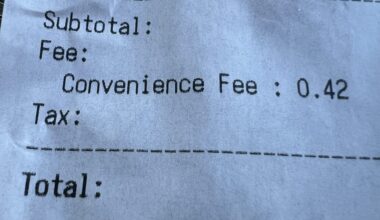 Subtotal:
Fee:
Convenience Fee : 0.42
Tax:
Total: